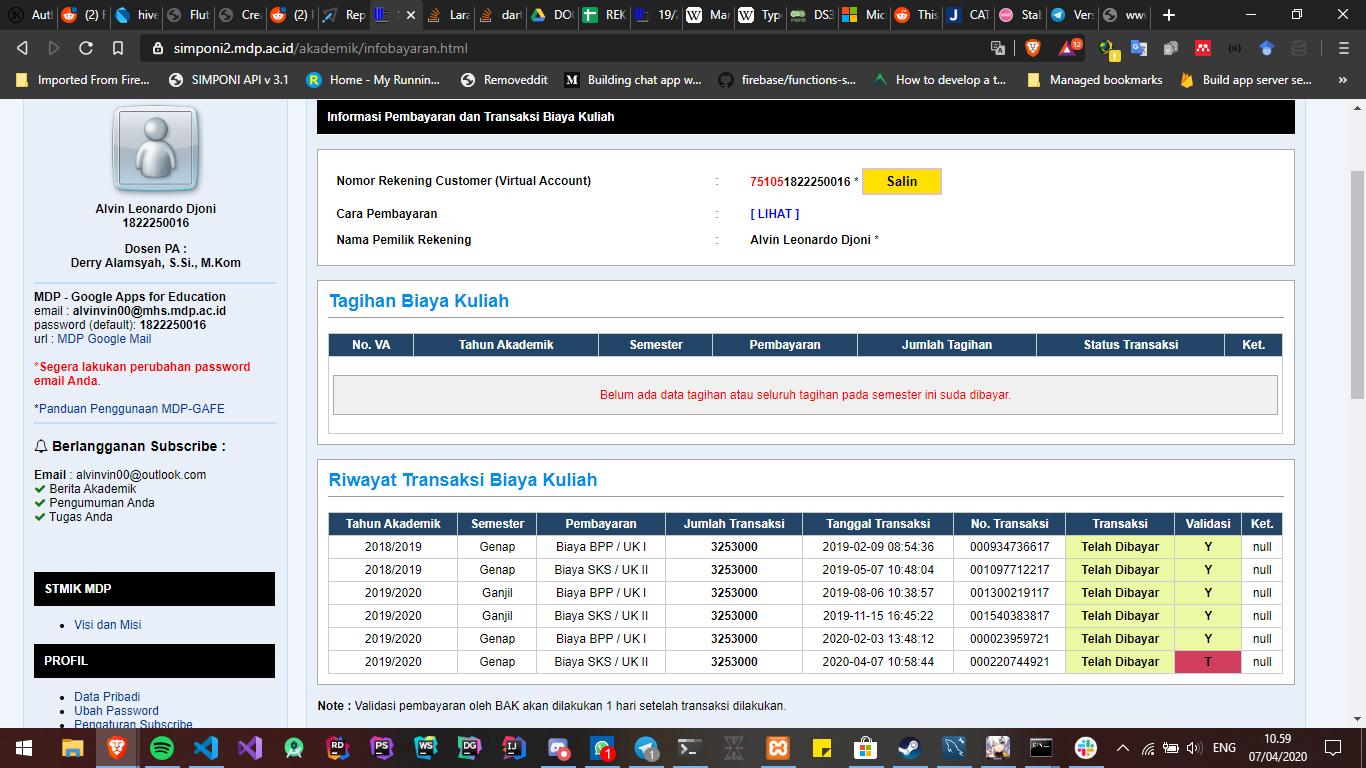 Aut
(2) F
hive
Flut
Cre
(2) I
Rep
S
Lara
dart
DO
REK
19/
Mar
Typ
DS3
Mic
This
CAT
Stab
Vers
ww
simponi2.mdp.ac.id/akademik/infobayaran.html
12
1
Imported From Fire...
SIMPONI API v 3.1
Home - My Runnin...
Removeddit
Building chat app w...
firebase/functions-s...
How to develop a t...
Managed bookmarks
Build app server se...
»
Alvin Leonardo Djoni
1822250016
Dosen PA :
Derry Alamsyah, S.Si., M.Kom
MDP - Google Apps for Education
email : alvinvin00@mhs.mdp.ac.id
password (default): 1822250016
url : MDP Google Mail
*Segera lakukan perubahan password
email Anda.
*Panduan Penggunaan MDP-GAFE
Berlangganan Subscribe :
Email : alvinvin00@outlook.com
Berita Akademik
Pengumuman Anda
Tugas Anda
STMIK MDP
Visi dan Misi
PROFIL
Data Pribadi
Ubah Password
Pengaturan Subscribe
Informasi Pembayaran dan Transaksi Biaya Kuliah
Nomor Rekening Customer (Virtual Account) : 751051822250016 * Salin
Cara Pembayaran : [ LIHAT ]
Nama Pemilik Rekening : Alvin Leonardo Djoni *
Tagihan Biaya Kuliah
No. VA Tahun Akademik Semester Pembayaran Jumlah Tagihan Status Transaksi Ket.
Belum ada data tagihan atau seluruh tagihan pada semester ini suda dibayar.
Riwayat Transaksi Biaya Kuliah
Tahun Akademik Semester Pembayaran Jumlah Transaksi Tanggal Transaksi No. Transaksi Transaksi Validasi Ket.
2018/2019 Genap Biaya BPP / UK I 3253000 2019-02-09 08:54:36 000934736617 Telah Dibayar Y null
2018/2019 Genap Biaya SKS / UK II 3253000 2019-05-07 10:48:04 001097712217 Telah Dibayar Y null
2019/2020 Ganjil Biaya BPP / UK I 3253000 2019-08-06 10:38:57 001300219117 Telah Dibayar Y null
2019/2020 Ganjil Biaya SKS / UK II 3253000 2019-11-15 16:45:22 001540383817 Telah Dibayar Y null
2019/2020 Genap Biaya BPP / UK I 3253000 2020-02-03 13:48:12 000023959721 Telah Dibayar Y null
2019/2020 Genap Biaya SKS / UK II 3253000 2020-04-07 10:58:44 000220744921 Telah Dibayar T null
Note : Validasi pembayaran oleh BAK akan dilakukan 1 hari setelah transaksi dilakukan.
RD
PS
WS
DG
IJ
1
1
ENG
10.59
07/04/2020